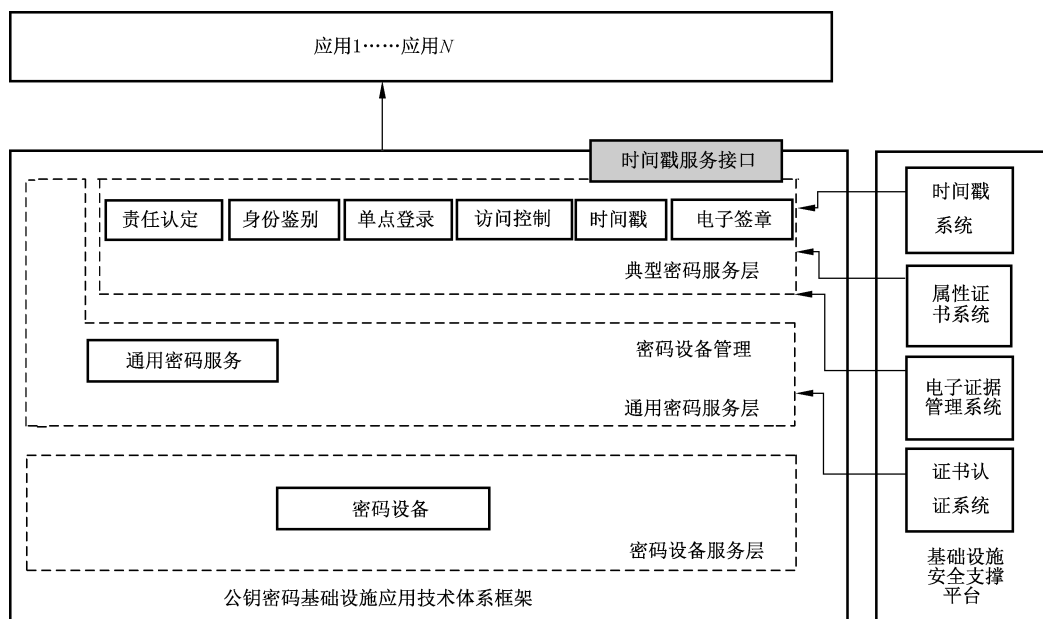 应用1……应用N
时间戳服务接口
责任认定
身份鉴别
单点登录
访问控制
时间戳
电子签章
典型密码服务层
通用密码服务
密码设备管理
通用密码服务层
密码设备
密码设备服务层
公钥密码基础设施应用技术体系框架
时间戳
系统
属性证
书系统
电子证据
管理系统
证书认
证系统
基础设施
安全支撑
平台